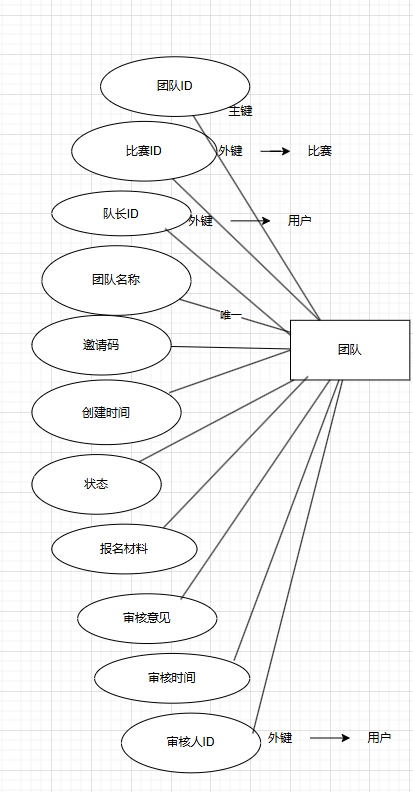 团队ID
主键
比赛ID
外键
比赛
队长ID
外键
用户
团队名称
唯一
邀请码
团队
创建时间
状态
报名材料
审核意见
审核时间
审核人ID
外键
用户